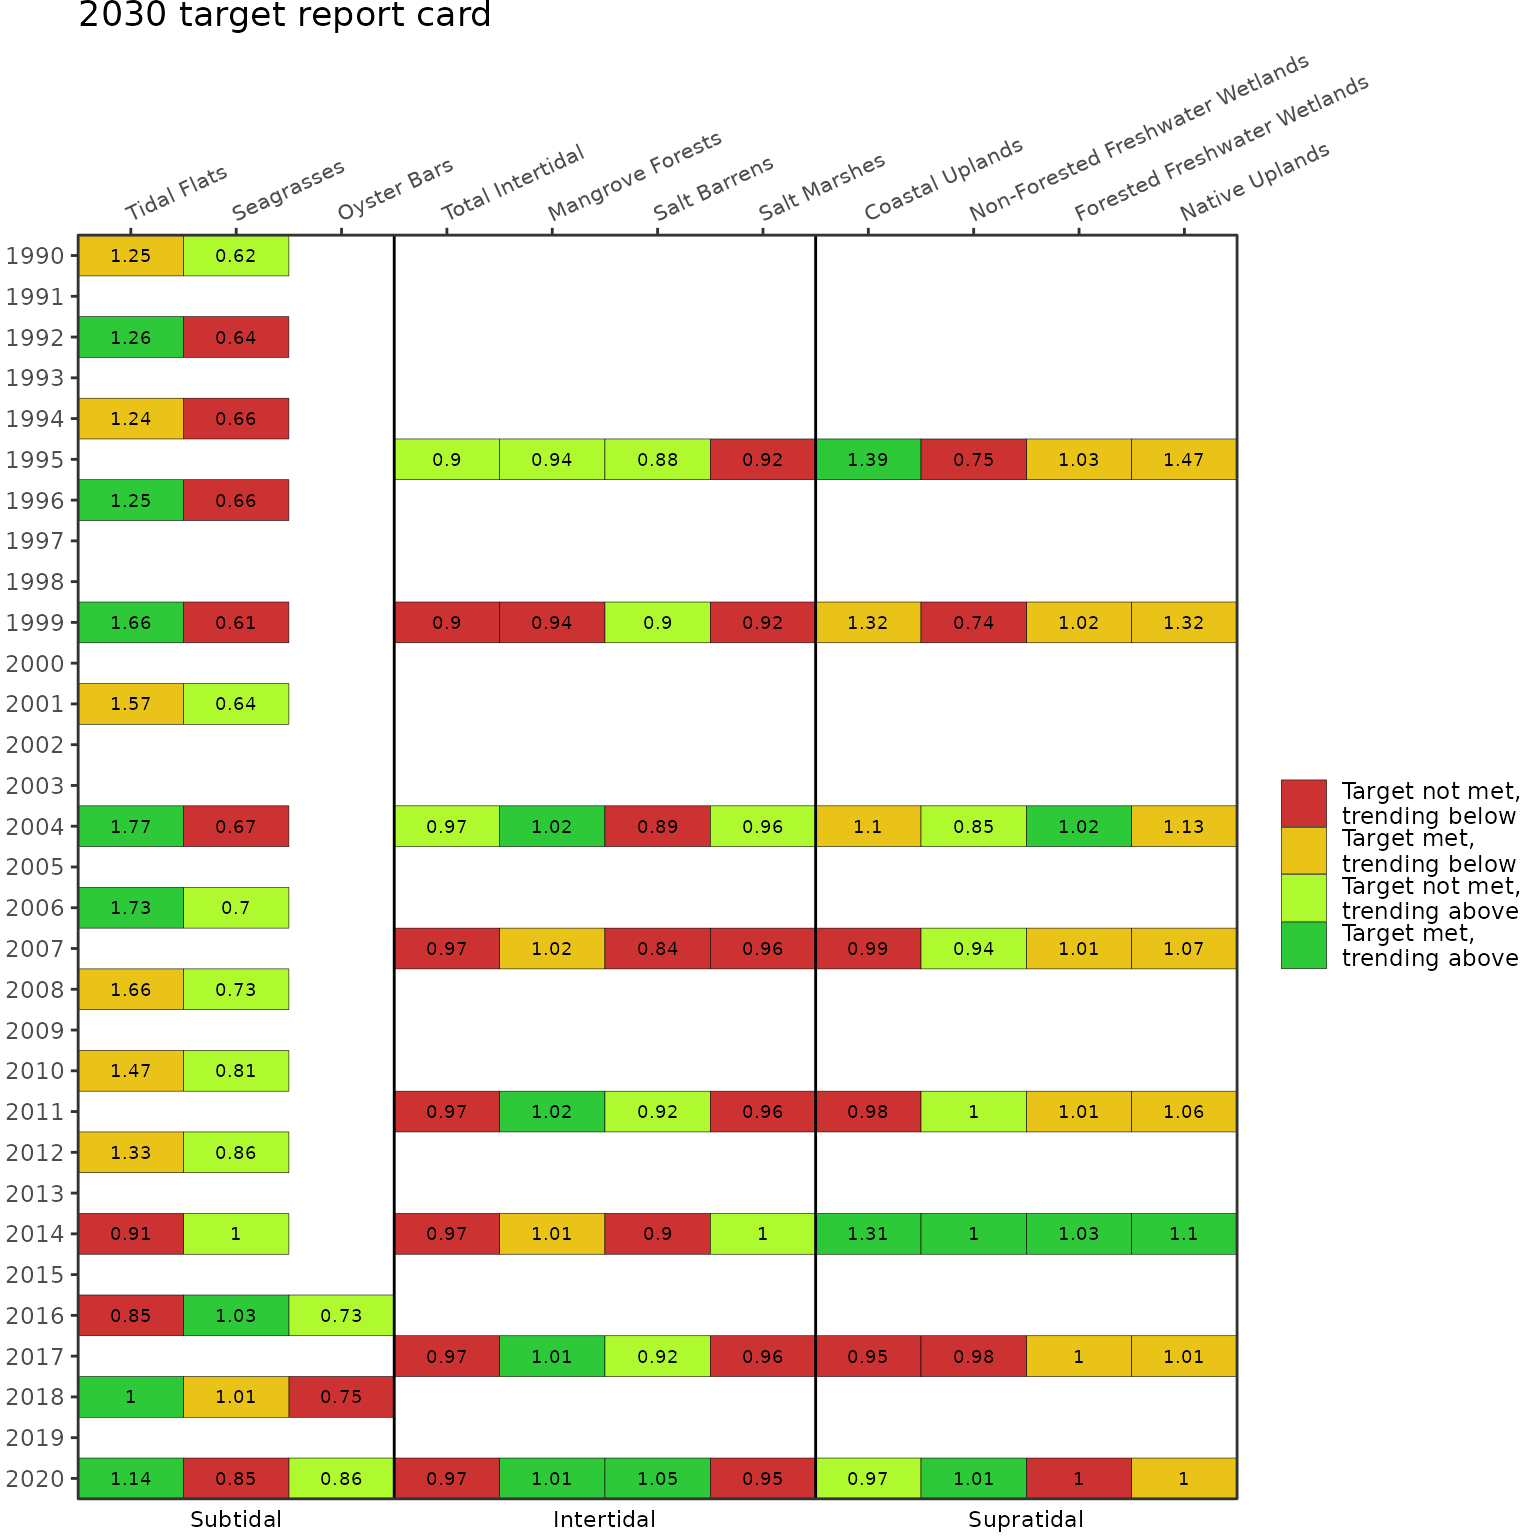 2030 target report card
Tidal Flats
Seagrasses
Oyster Bars
Total Intertidal
Mangrove Forests
Salt Barrens
Salt Marshes
Coastal Uplands
Non-Forested Freshwater Wetlands
Forested Freshwater Wetlands
Native Uplands
1990 1.25 0.62
1991
1992 1.26 0.64
1993
1994 1.24 0.66
1995 0.9 0.94 0.88 0.92 1.39 0.75 1.03 1.47
1996 1.25 0.66
1997
1998
1999 1.66 0.61 0.9 0.94 0.9 0.92 1.32 0.74 1.02 1.32
2000
2001 1.57 0.64
2002
2003
2004 1.77 0.67 0.97 1.02 0.89 0.96 1.1 0.85 1.02 1.13
2005
2006 1.73 0.7
2007 0.97 1.02 0.84 0.96 0.99 0.94 1.01 1.07
2008 1.66 0.73
2009
2010 1.47 0.81
2011 0.97 1.02 0.92 0.96 0.98 1 1.01 1.06
2012 1.33 0.86
2013
2014 0.91 1 0.97 1.01 0.9 1 1.31 1 1.03 1.1
2015
2016 0.85 1.03 0.73
2017 0.97 1.01 0.92 0.96 0.95 0.98 1 1.01
2018 1 1.01 0.75
2019
2020 1.14 0.85 0.86 0.97 1.01 1.05 0.95 0.97 1.01 1 1
Subtidal Intertidal Supratidal
Target not met,
trending below
Target met,
trending below
Target not met,
trending above
Target met,
trending above